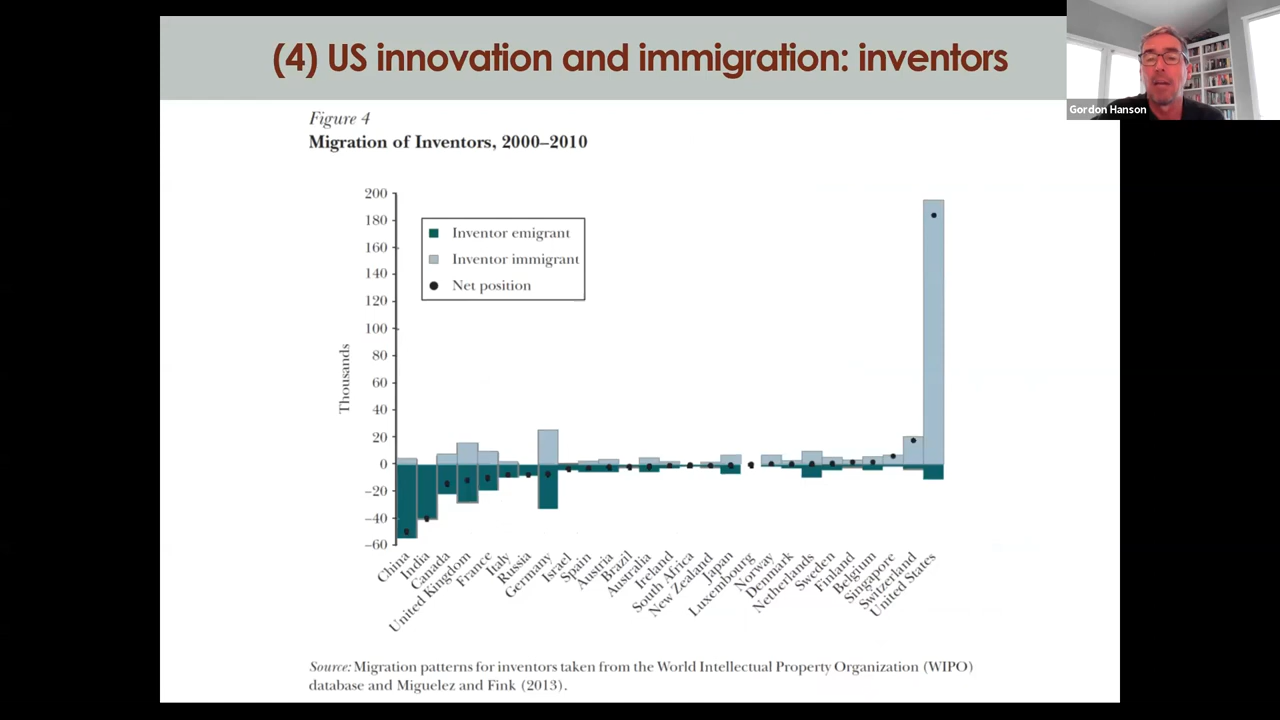 (4) US innovation and immigration: inventors
Gordon Hanson
Figure 4
Migration of Inventors, 2000–2010
200
180
160
140
120
100
80
60
40
20
0
−20
−40
−60
Thousands
Inventor emigrant
Inventor immigrant
Net position
China
India
Canada
United Kingdom
France
Italy
Russia
Germany
Israel
Spain
Austria
Brazil
Australia
Ireland
South Africa
New Zealand
Japan
Luxembourg
Norway
Denmark
Netherlands
Sweden
Finland
Belgium
Singapore
Switzerland
United States
Source: Migration patterns for inventors taken from the World Intellectual Property Organization (WIPO)
database and Miguelez and Fink (2013).